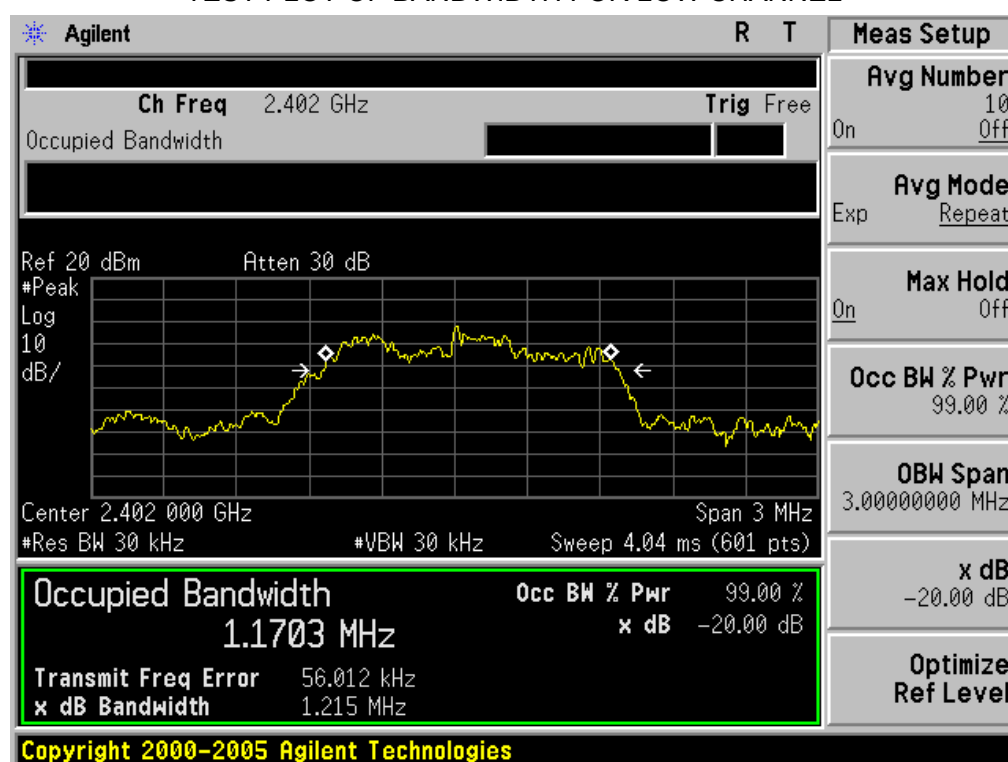 Agilent R T
Meas Setup
Ch Freq 2.402 GHz Trig Free
Occupied Bandwidth
Ref 20 dBm Atten 30 dB
#Peak
Log
10
dB/
Center 2.402 000 GHz Span 3 MHz
#Res BW 30 kHz #VBW 30 kHz Sweep 4.04 ms (601 pts)
Occupied Bandwidth Occ BW % Pwr 99.00 %
1.1703 MHz x dB -20.00 dB
Transmit Freq Error 56.012 kHz
x dB Bandwidth 1.215 MHz
Avg Number
10
On Off
Avg Mode
Exp Repeat
Max Hold
On Off
Occ BW % Pwr
99.00 %
OBW Span
3.00000000 MHz
x dB
-20.00 dB
Optimize
Ref Level
Copyright 2000-2005 Agilent Technologies